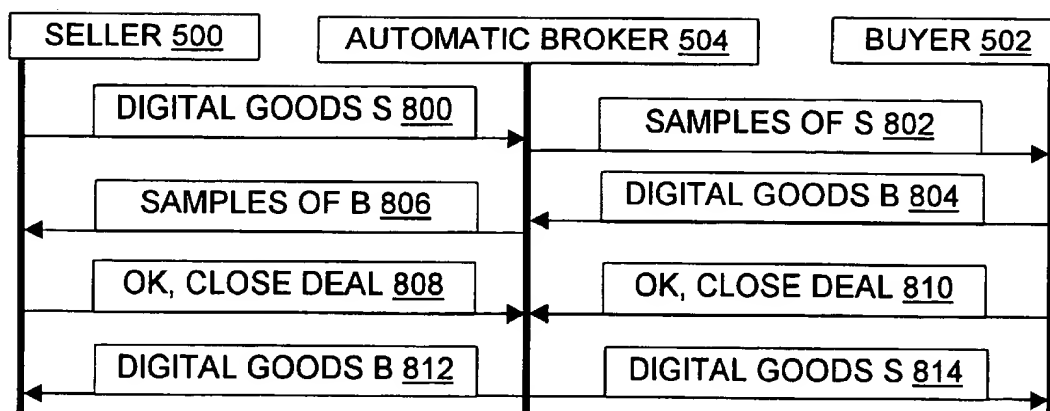 SELLER 500
AUTOMATIC BROKER 504
BUYER 502
DIGITAL GOODS S 800
SAMPLES OF S 802
DIGITAL GOODS B 804
SAMPLES OF B 806
OK, CLOSE DEAL 808
OK, CLOSE DEAL 810
DIGITAL GOODS B 812
DIGITAL GOODS S 814